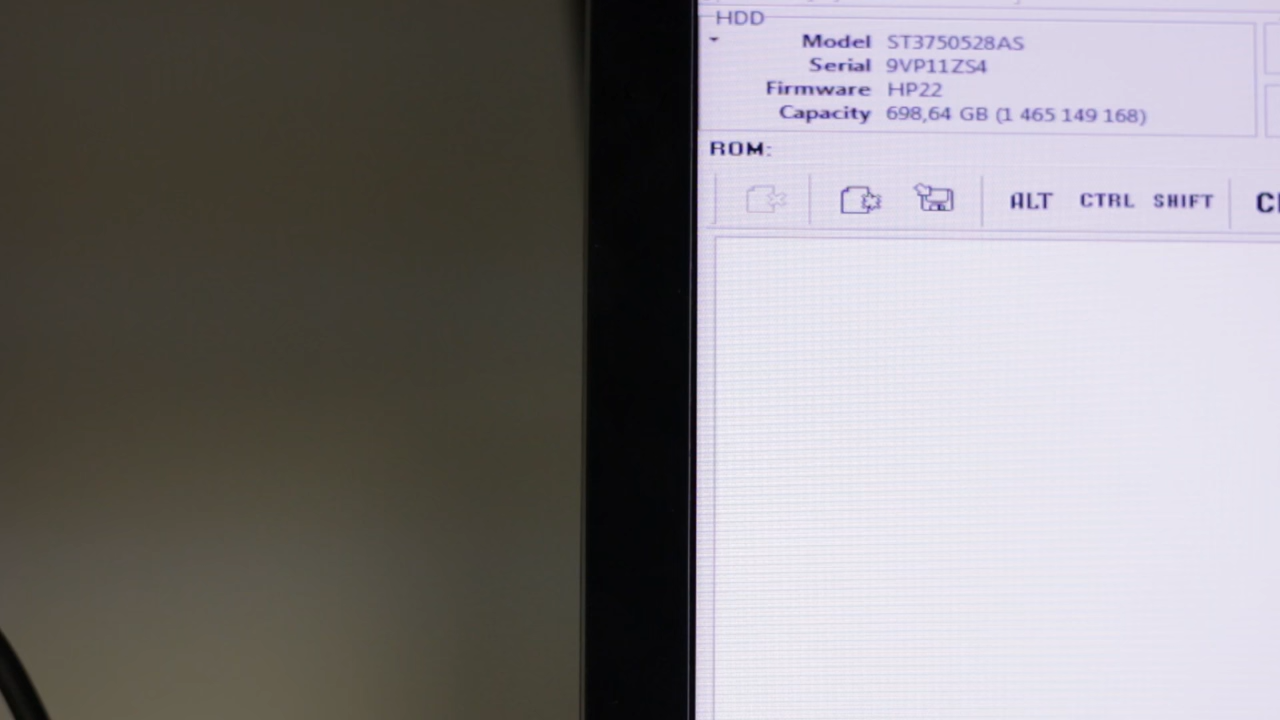 HDD
Model ST3750528AS
Serial 9VP11ZS4
Firmware HP22
Capacity 698,64 GB (1 465 149 168)
ROM:
ALT CTRL SHIFT